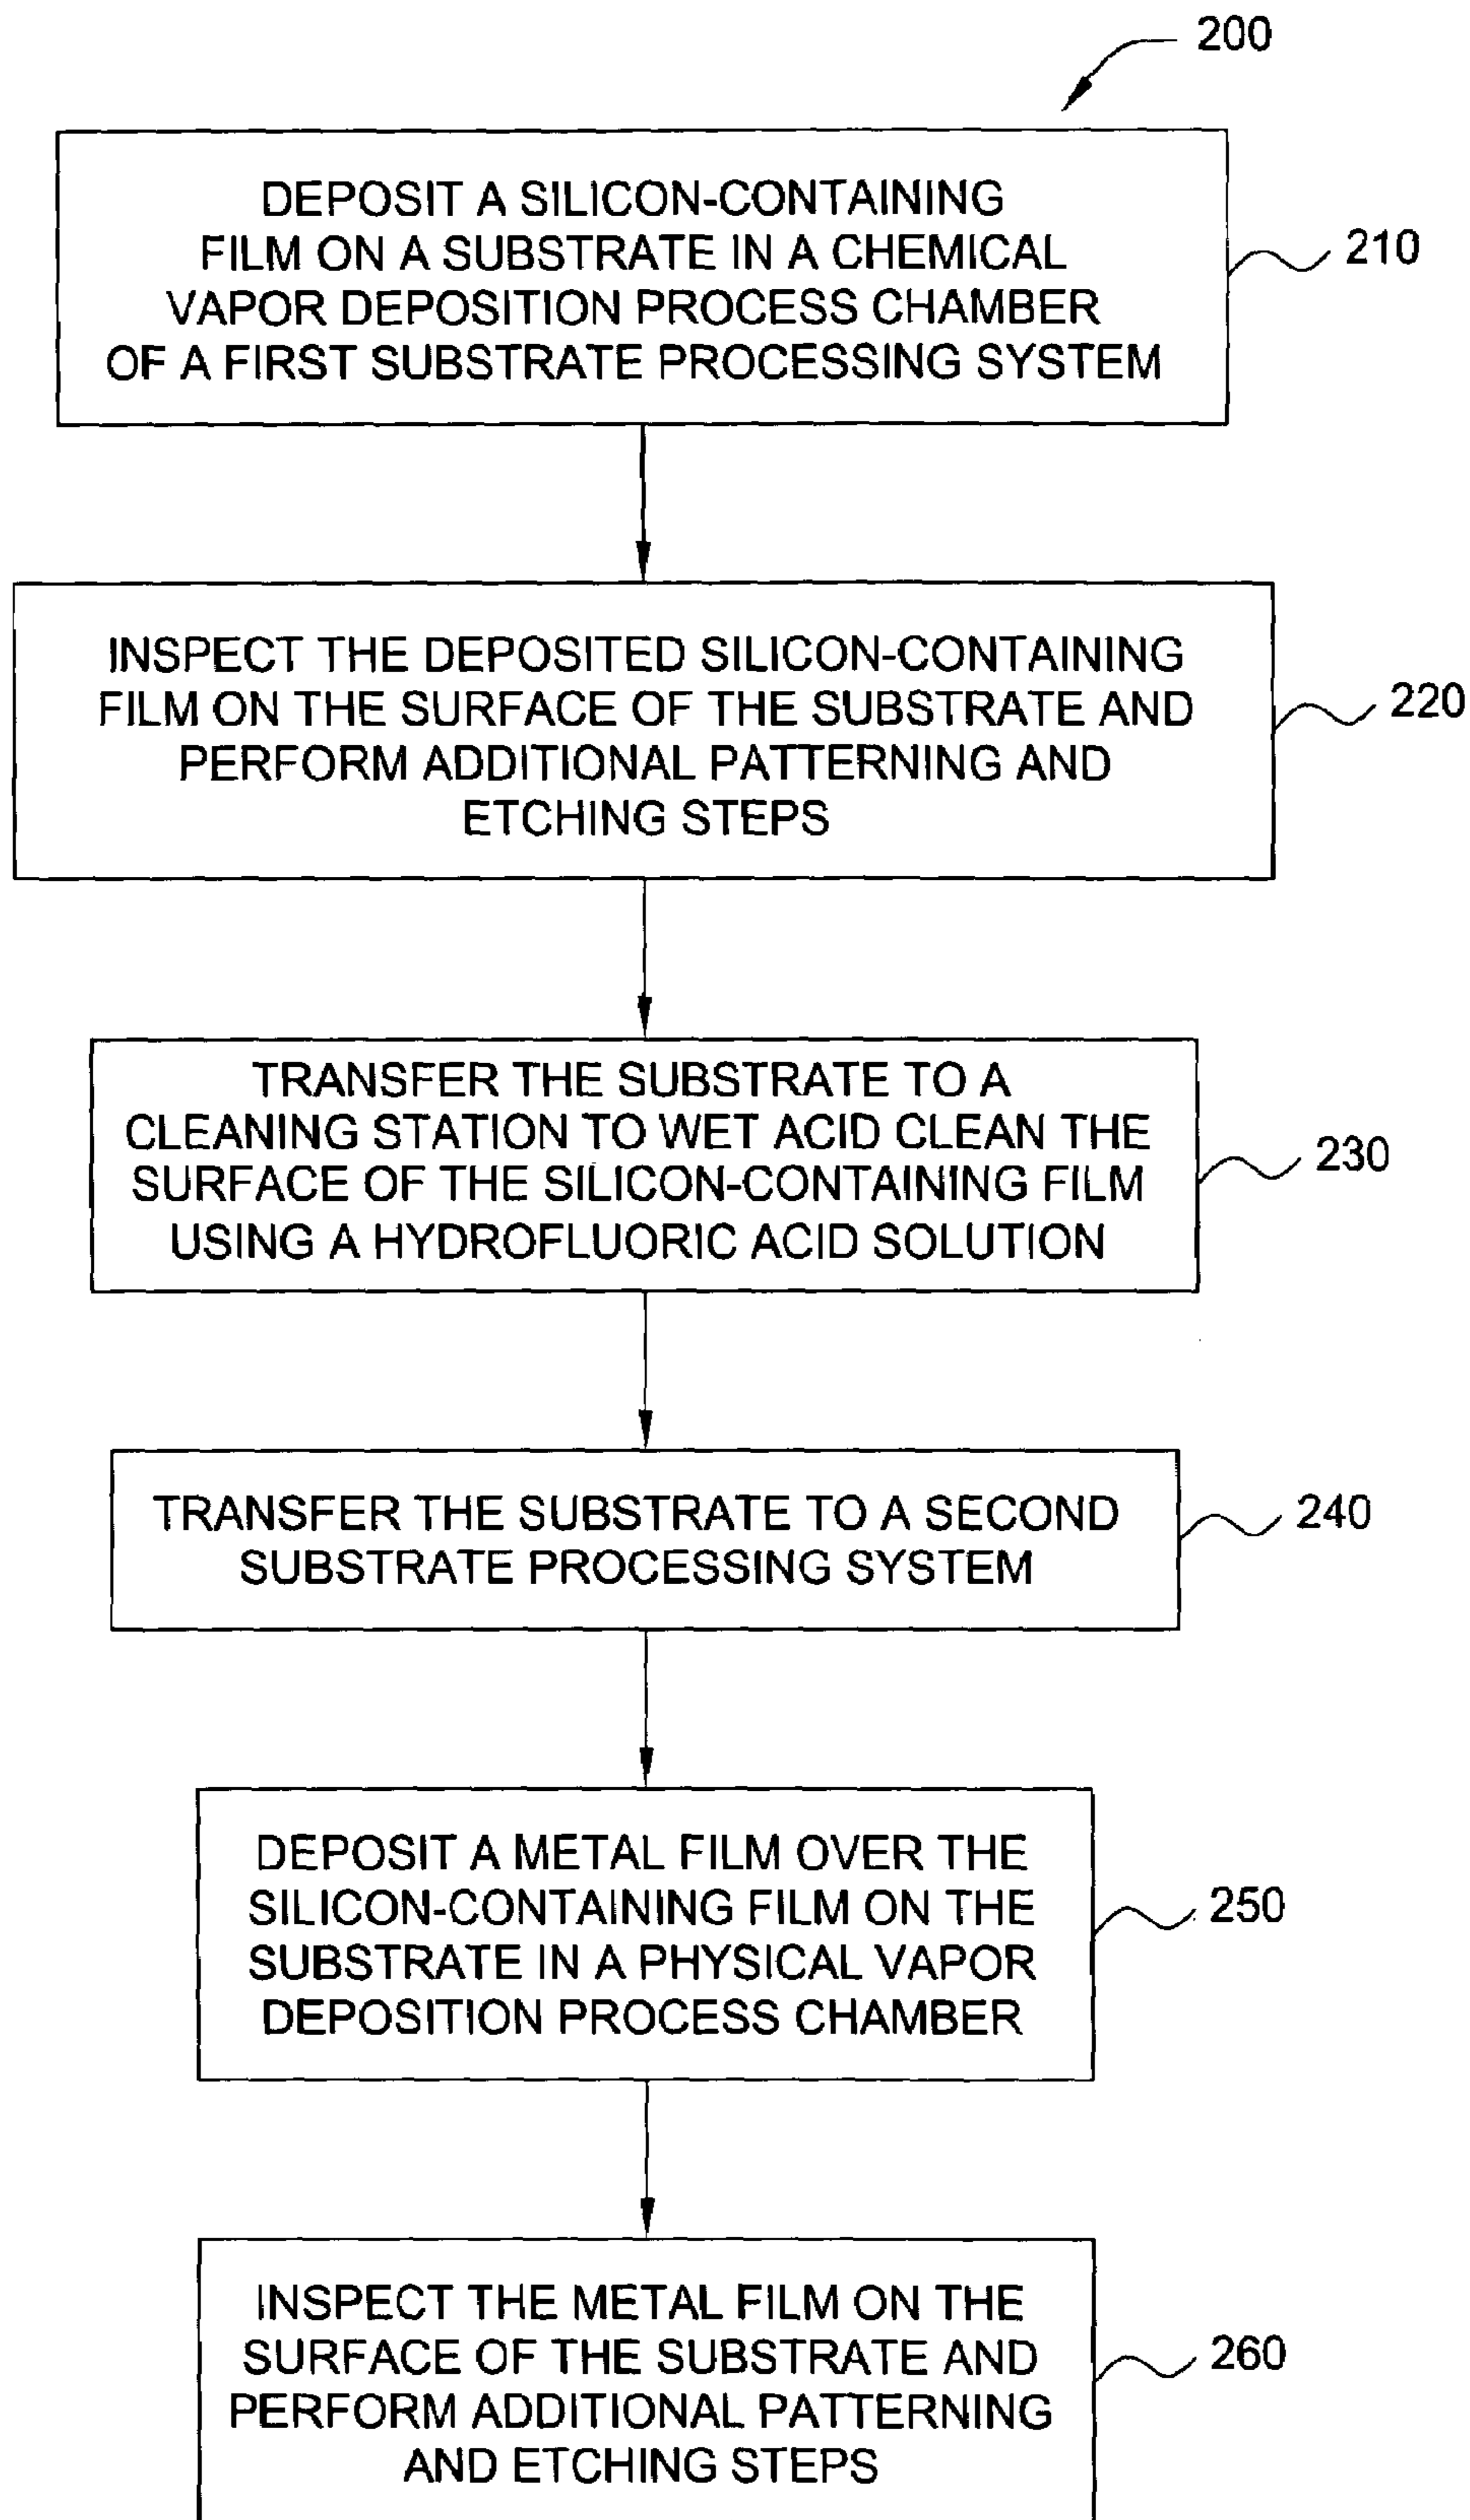 200
DEPOSIT A SILICON-CONTAINING
FILM ON A SUBSTRATE IN A CHEMICAL
VAPOR DEPOSITION PROCESS CHAMBER
OF A FIRST SUBSTRATE PROCESSING SYSTEM
210
INSPECT THE DEPOSITED SILICON-CONTAINING
FILM ON THE SURFACE OF THE SUBSTRATE AND
PERFORM ADDITIONAL PATTERNING AND
ETCHING STEPS
220
TRANSFER THE SUBSTRATE TO A
CLEANING STATION TO WET ACID CLEAN THE
SURFACE OF THE SILICON-CONTAINING FILM
USING A HYDROFLUORIC ACID SOLUTION
230
TRANSFER THE SUBSTRATE TO A SECOND
SUBSTRATE PROCESSING SYSTEM
240
DEPOSIT A METAL FILM OVER THE
SILICON-CONTAINING FILM ON THE
SUBSTRATE IN A PHYSICAL VAPOR
DEPOSITION PROCESS CHAMBER
250
INSPECT THE METAL FILM ON THE
SURFACE OF THE SUBSTRATE AND
PERFORM ADDITIONAL PATTERNING
AND ETCHING STEPS
260